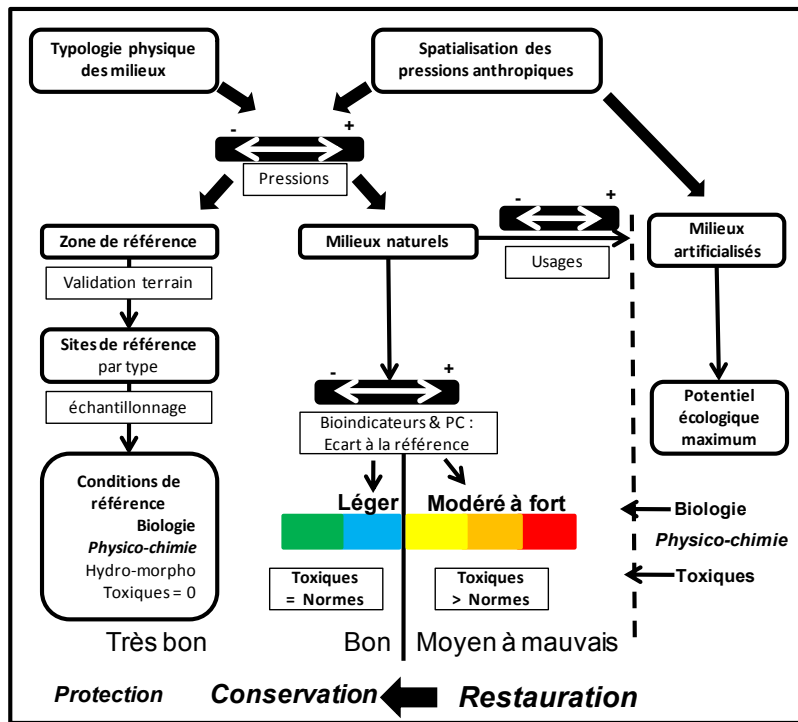 Typologie physique
des milieux
Spatialisation des
pressions anthropiques
- +
Pressions
- +
Usages
Zone de référence
Milieux naturels
Milieux
artificialisés
Validation terrain
Sites de référence
par type
échantillonnage
- +
Bioindicateurs & PC :
Ecart à la référence
Potentiel
écologique
maximum
Conditions de
référence
Biologie
Physico-chimie
Hydro-morpho
Toxiques = 0
Léger
Modéré à fort
Biologie
Physico-chimie
Toxiques
Toxiques
= Normes
Toxiques
> Normes
Très bon
Bon
Moyen à mauvais
Protection
Conservation
Restauration